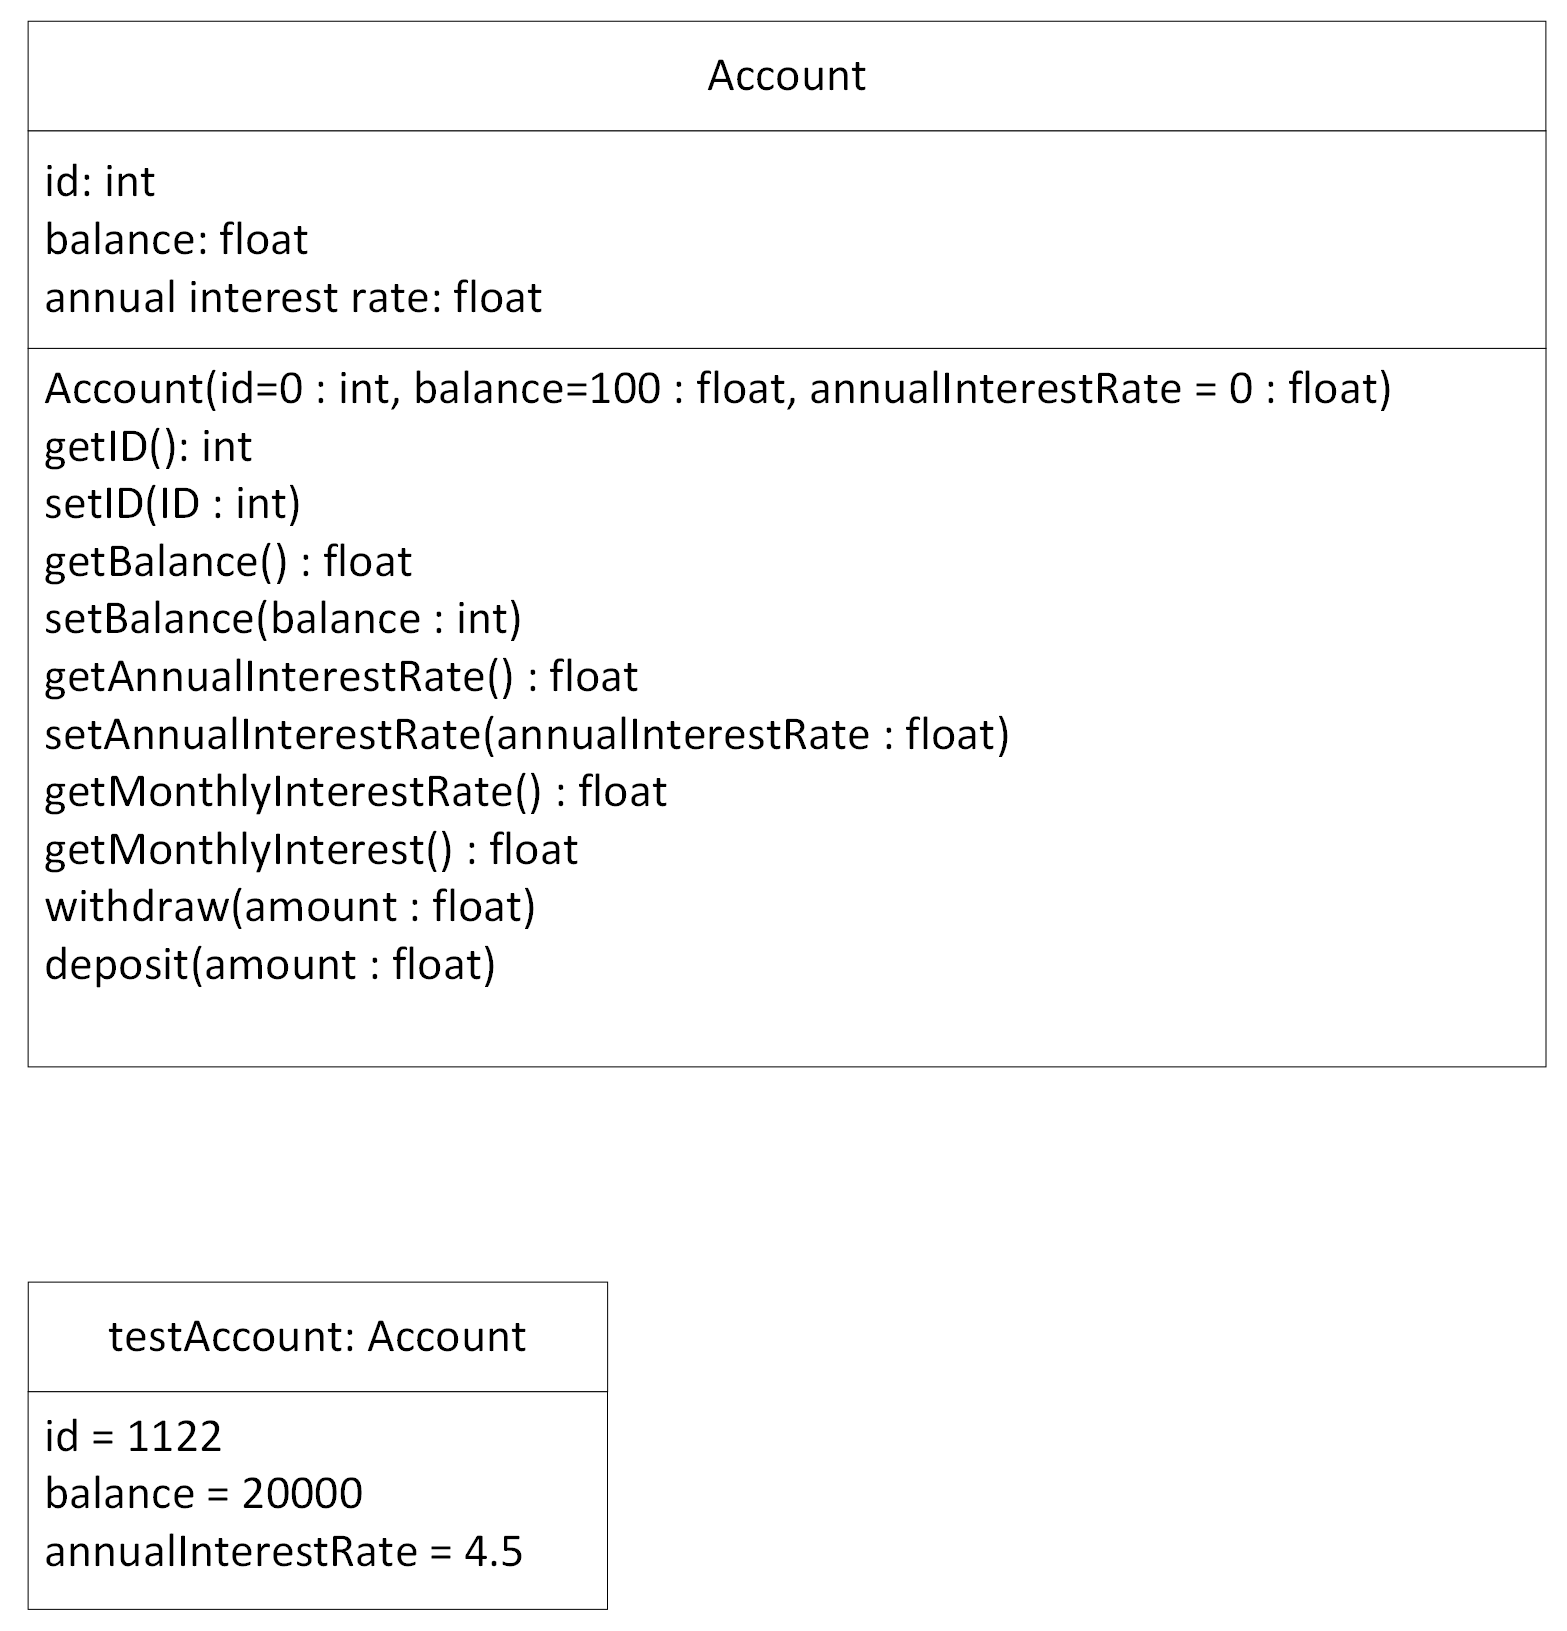 Account
id: int
balance: float
annual interest rate: float
Account(id=0 : int, balance=100 : float, annualInterestRate = 0 : float)
getID(): int
setID(ID : int)
getBalance() : float
setBalance(balance : int)
getAnnualInterestRate() : float
setAnnualInterestRate(annualInterestRate : float)
getMonthlyInterestRate() : float
getMonthlyInterest() : float
withdraw(amount : float)
deposit(amount : float)
testAccount: Account
id = 1122
balance = 20000
annualInterestRate = 4.5